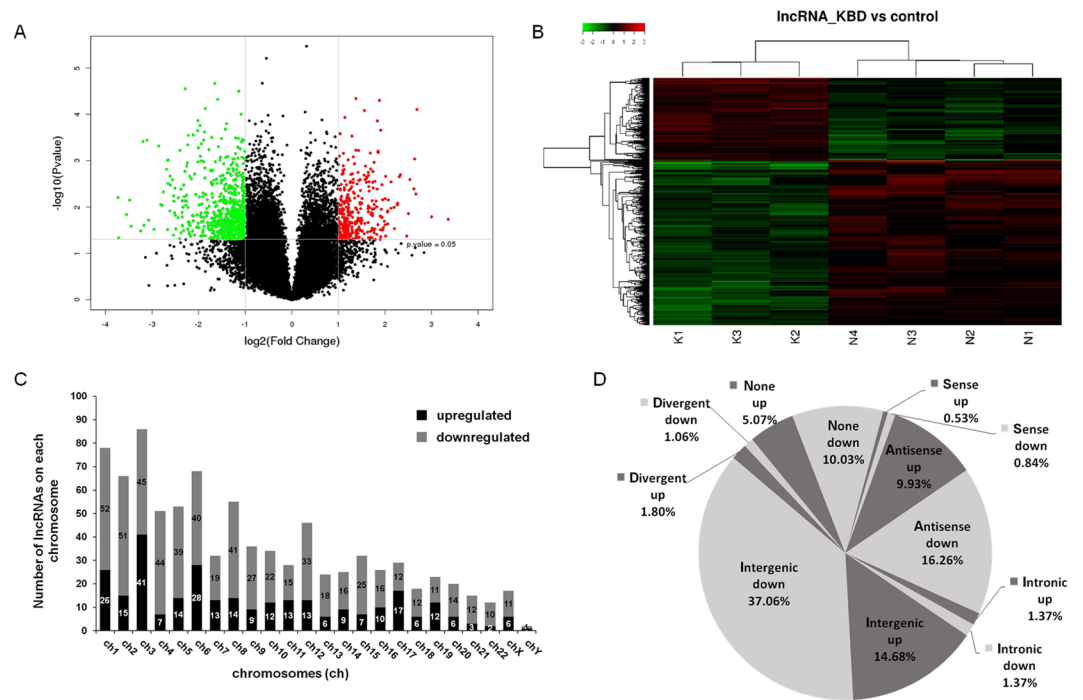 A
-log10(Pvalue)
5
4
3
2
1
0
p.value = 0.05
-4
-3
-2
-1
0
1
2
3
4
log2(Fold Change)
B
lncRNA_KBD vs control
-3 -2 -1 0 1 2 3
K1
K3
K2
N4
N3
N2
N1
C
Number of lncRNAs on each
chromosome
100
90
80
70
60
50
40
30
20
10
0
upregulated
downregulated
52
51
45
44
39
40
19
41
27
22
15
33
18
16
25
16
12
12
11
14
12
10
11
26
15
41
7
14
28
13
14
9
12
13
13
6
9
7
10
17
6
12
6
3
2
6
ch1
ch2
ch3
ch4
ch5
ch6
ch7
ch8
ch9
ch10
ch11
ch12
ch13
ch14
ch15
ch16
ch17
ch18
ch19
ch20
ch21
ch22
chX
chY
chromosomes (ch)
D
None
up
5.07%
Divergent
down
1.06%
Divergent
up
1.80%
None
down
10.03%
Sense
up
0.53%
Sense
down
0.84%
Antisense up
9.93%
Antisense
down
16.26%
Intronic
up
1.37%
Intronic
down
1.37%
Intergenic up
14.68%
Intergenic
down
37.06%